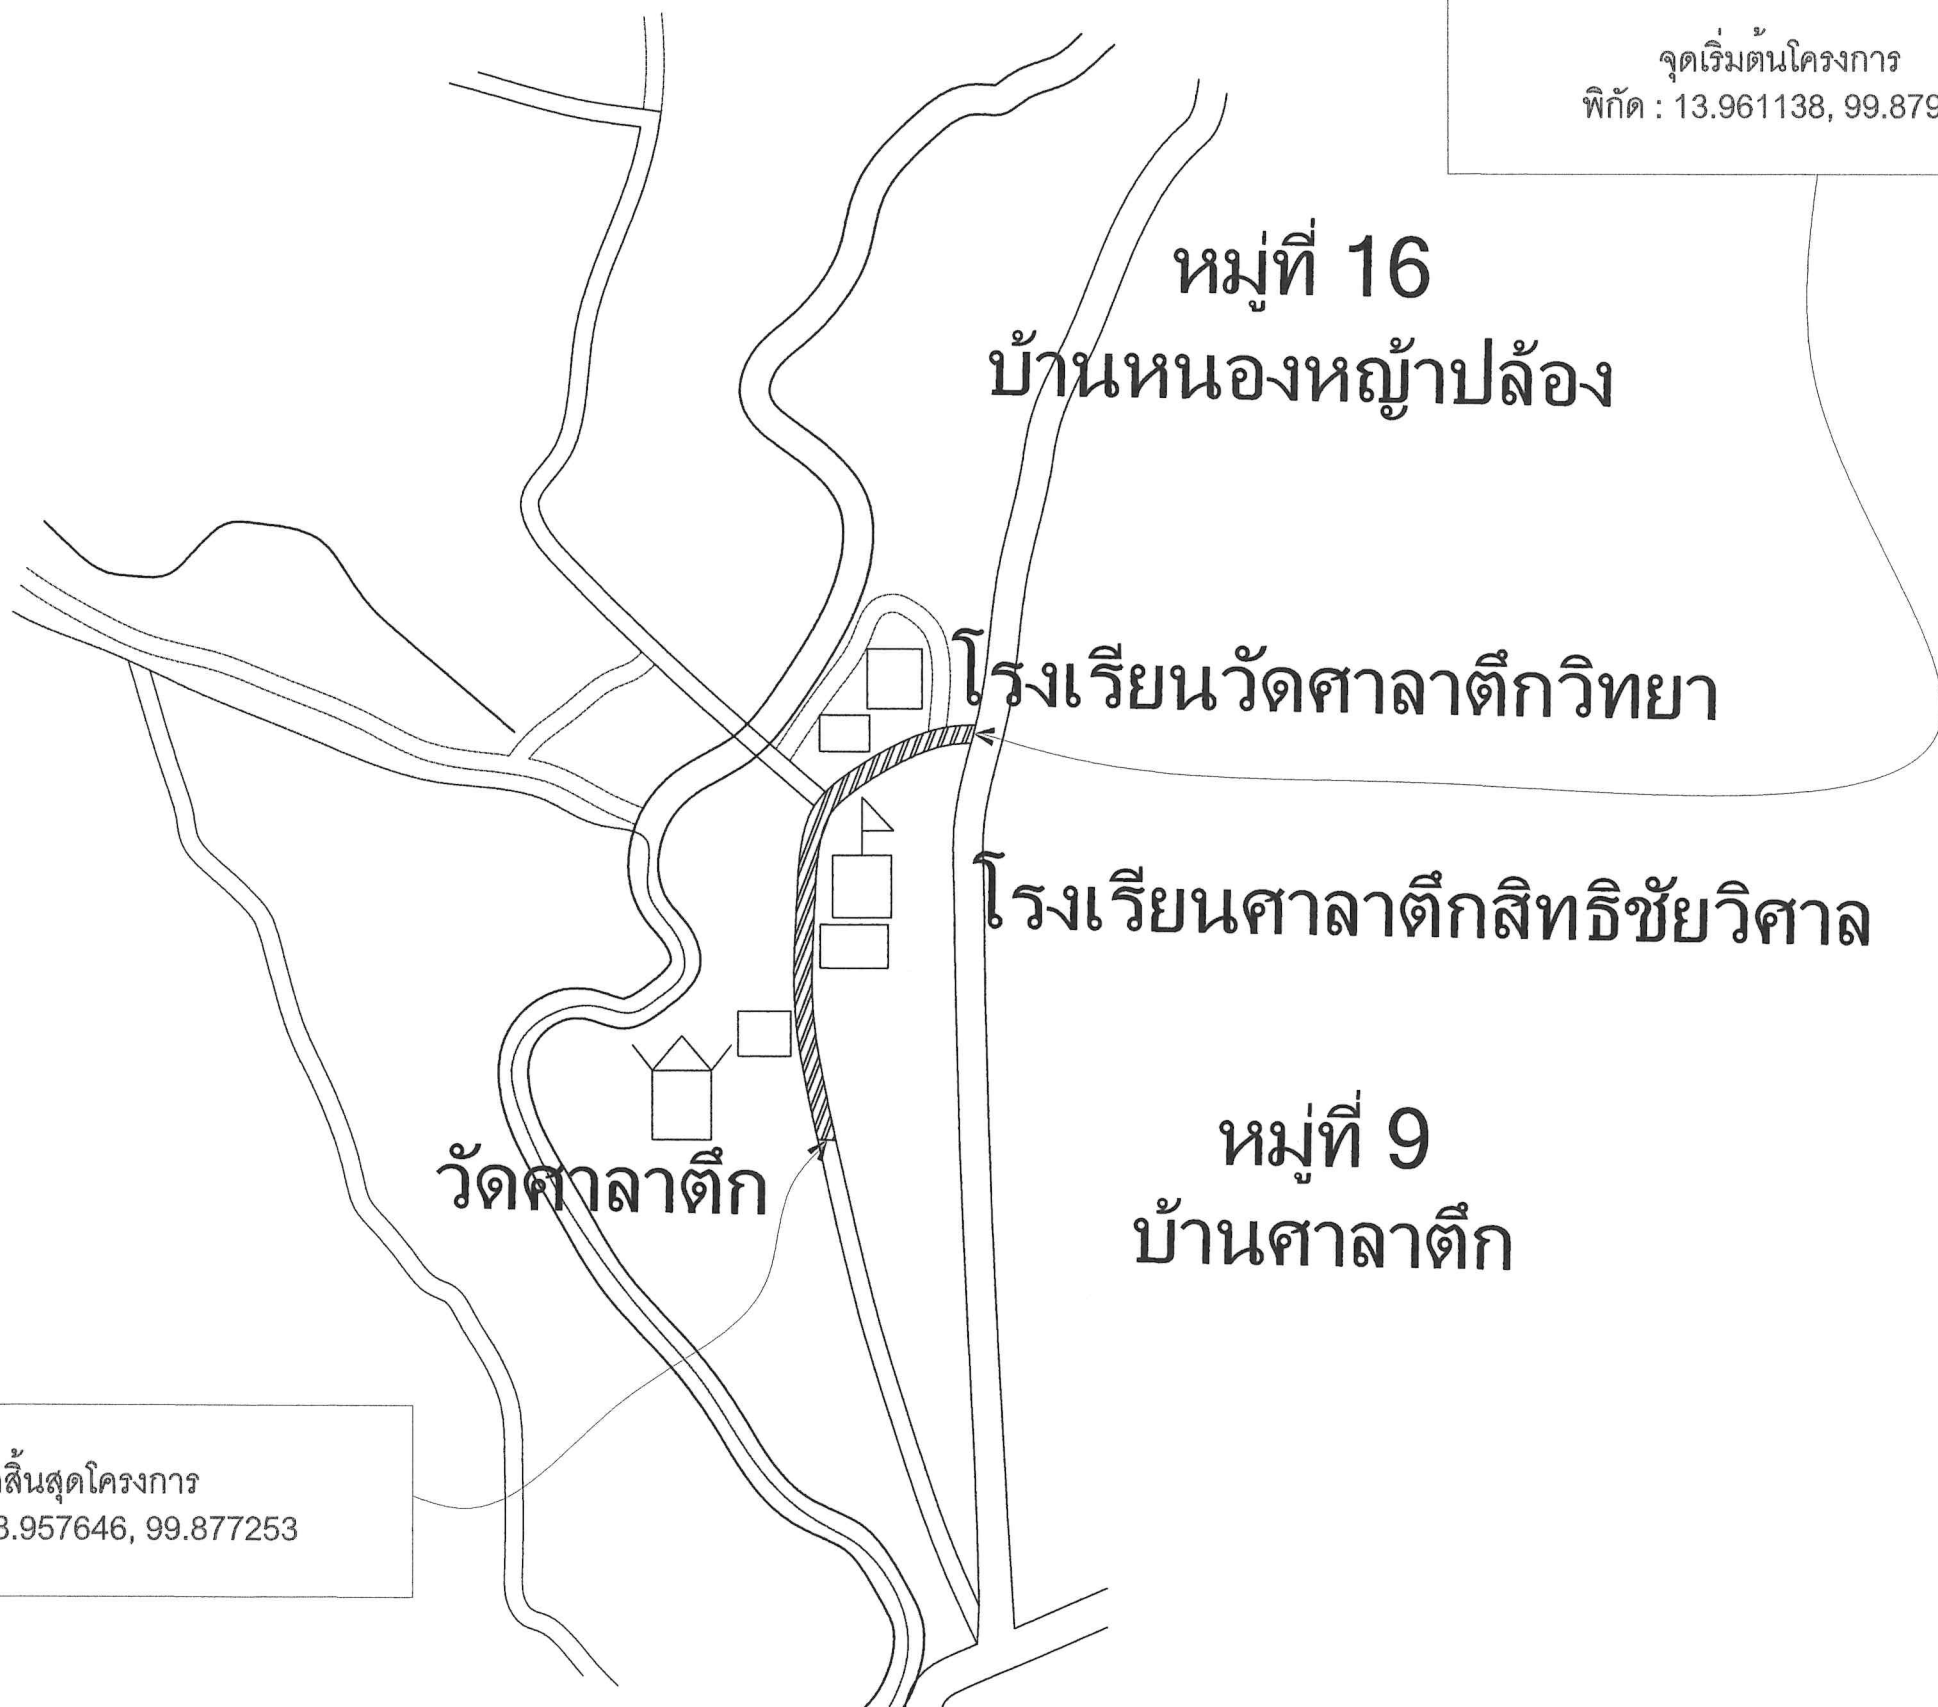 จุดเริ่มต้นโครงการ
พิกัด : 13.961138, 99.879
หมู่ที่ 16
บ้านหนองหญ้าปล้อง
โรงเรียนวัดศาลาตึกวิทยา
โรงเรียนศาลาตึกสิทธิชัยวิศาล
วัดศาลาตึก
หมู่ที่ 9
บ้านศาลาตึก
สิ้นสุดโครงการ
3.957646, 99.877253